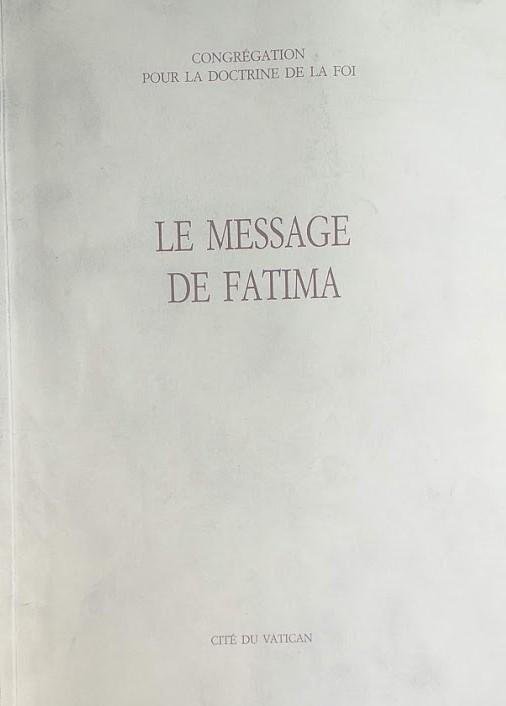 CONGRÉGATION
POUR LA DOCTRINE DE LA FOI
LE MESSAGE
DE FATIMA
CITÉ DU VATICAN